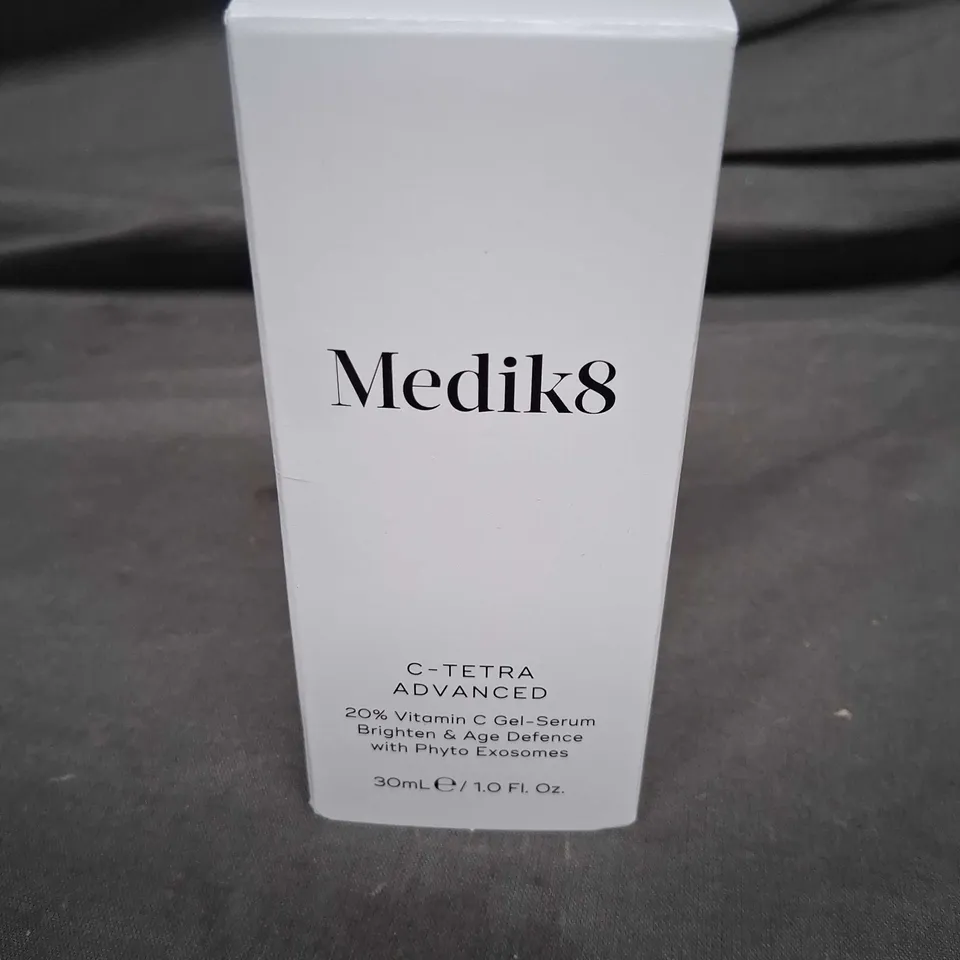 Medik8
C-TETRA
ADVANCED
20% Vitamin C Gel-Serum
Brighten & Age Defence
with Phyto Exosomes
30mL ℮ / 1.0 Fl. Oz.